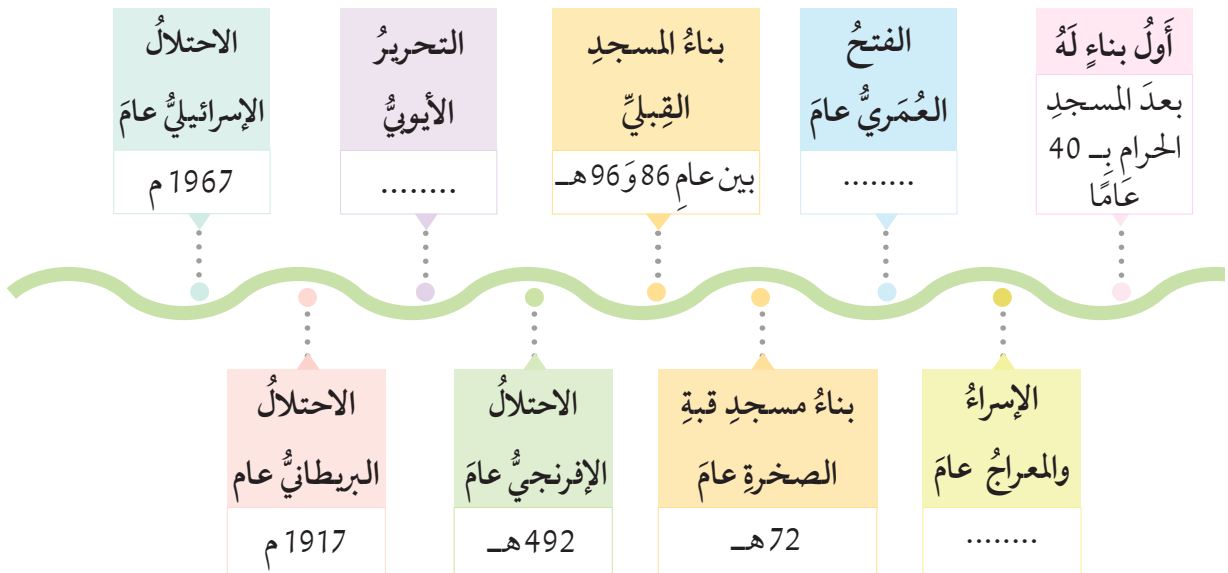 أَولُ بناءٍ لَهُ
بعدَ المسجدِ
الحرامِ بِـ 40
عَامًا
الفتحُ
العُمَريُّ عامَ
........
بناءُ المسجدِ
القِبليِّ
بين عامِ 86 وَ 96 هـ
التحريرُ
الأيوبيُّ
........
الاحتلالُ
الإسرائيليُّ عامَ
1967 م
الإسراءُ
والمعراجُ عامَ
........
بناءُ مسجدِ قبةِ
الصخرةِ عامَ
72 هـ
الاحتلالُ
الإفرنجيُّ عامَ
492 هـ
الاحتلالُ
البريطانيُّ عام
1917 م